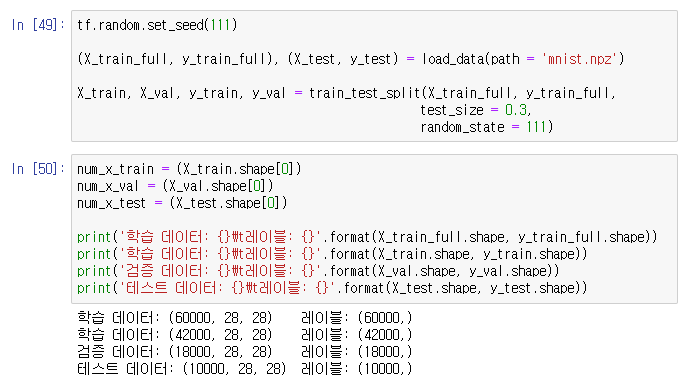 In [49]: tf.random.set_seed(111)
(X_train_full, y_train_full), (X_test, y_test) = load_data(path = 'mnist.npz')
X_train, X_val, y_train, y_val = train_test_split(X_train_full, y_train_full,
test_size = 0.3,
random_state = 111)
In [50]: num_x_train = (X_train.shape[0])
num_x_val = (X_val.shape[0])
num_x_test = (X_test.shape[0])
print('학습 데이터: {}₩t레이블: {}'.format(X_train_full.shape, y_train_full.shape))
print('학습 데이터: {}₩t레이블: {}'.format(X_train.shape, y_train.shape))
print('검증 데이터: {}₩t레이블: {}'.format(X_val.shape, y_val.shape))
print('테스트 데이터: {}₩t레이블: {}'.format(X_test.shape, y_test.shape))
학습 데이터: (60000, 28, 28) 레이블: (60000,)
학습 데이터: (42000, 28, 28) 레이블: (42000,)
검증 데이터: (18000, 28, 28) 레이블: (18000,)
테스트 데이터: (10000, 28, 28) 레이블: (10000,)